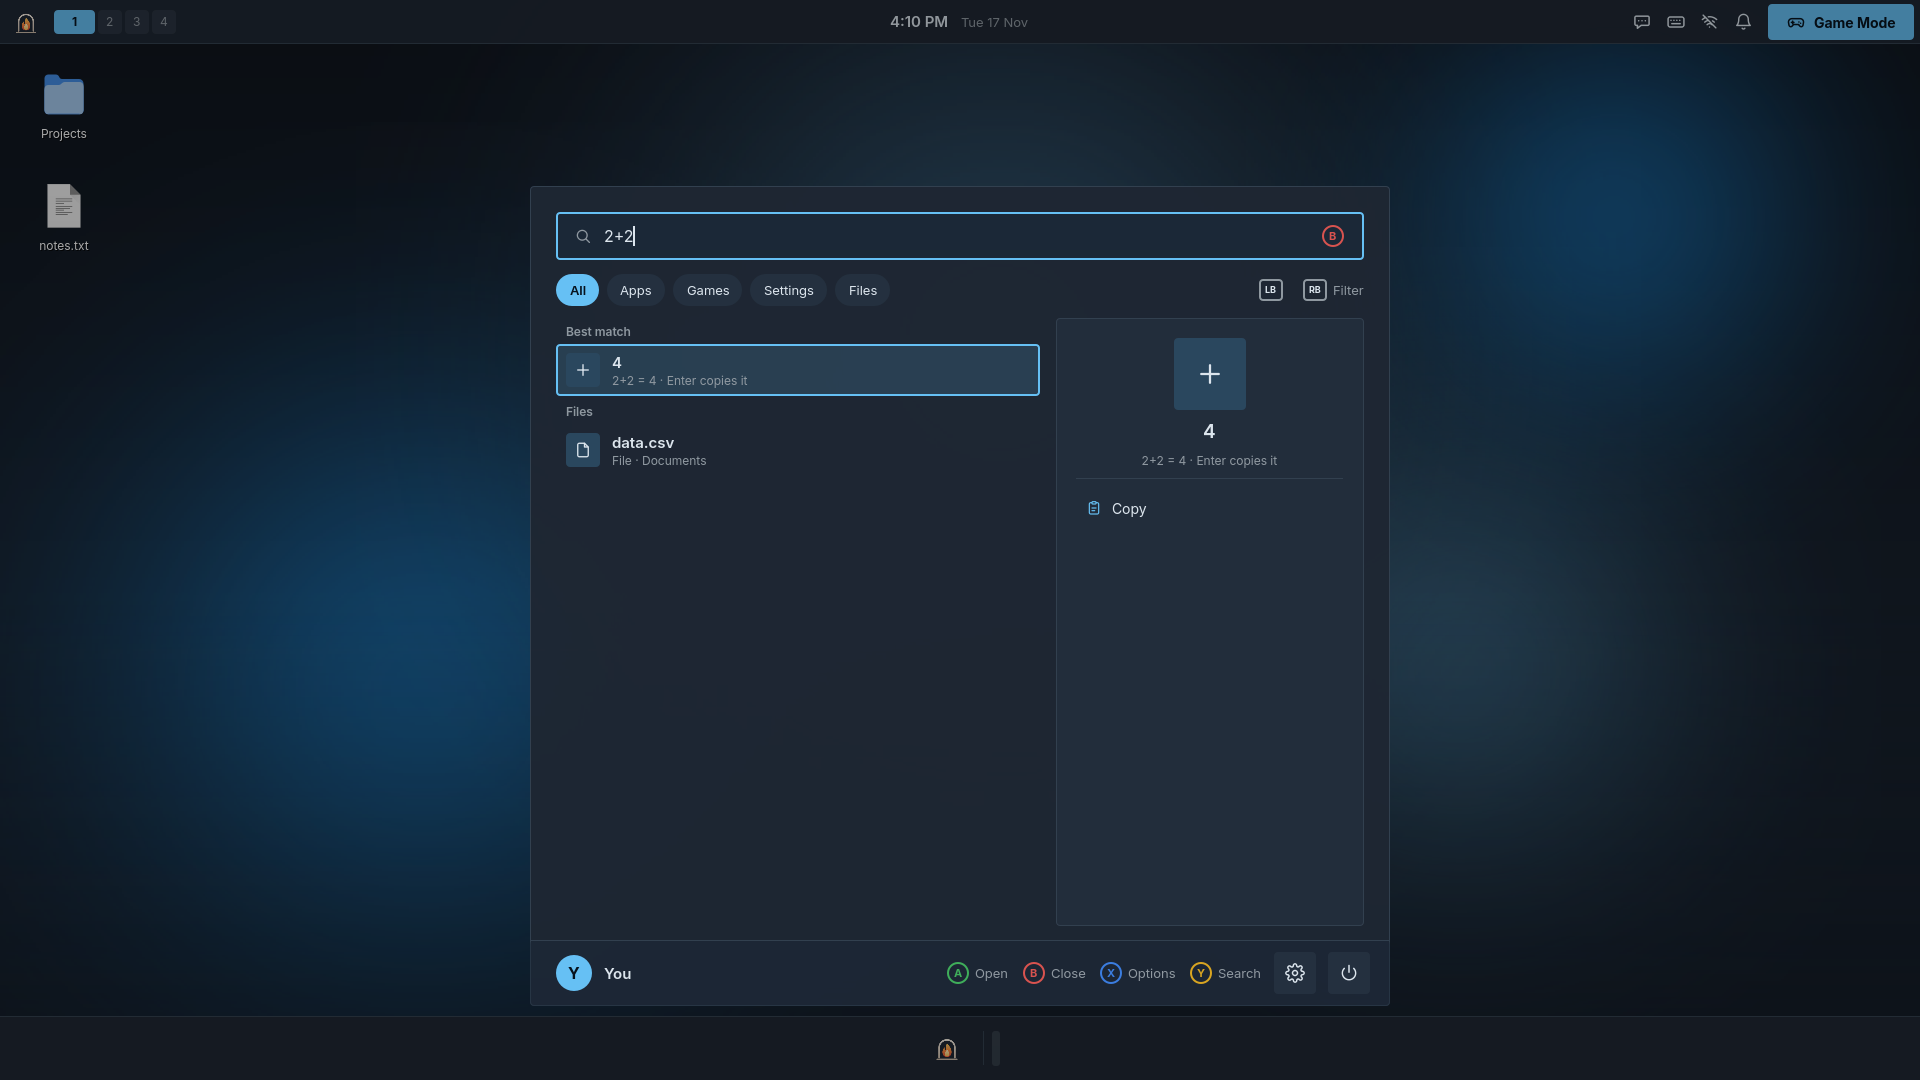 1 2 3 4
4:10 PM Tue 17 Nov
Game Mode
Projects
notes.txt
2+2
B
All Apps Games Settings Files
LB RB Filter
Best match
4
2+2 = 4 · Enter copies it
Files
data.csv
File · Documents
4
2+2 = 4 · Enter copies it
Copy
Y You
A Open B Close X Options Y Search